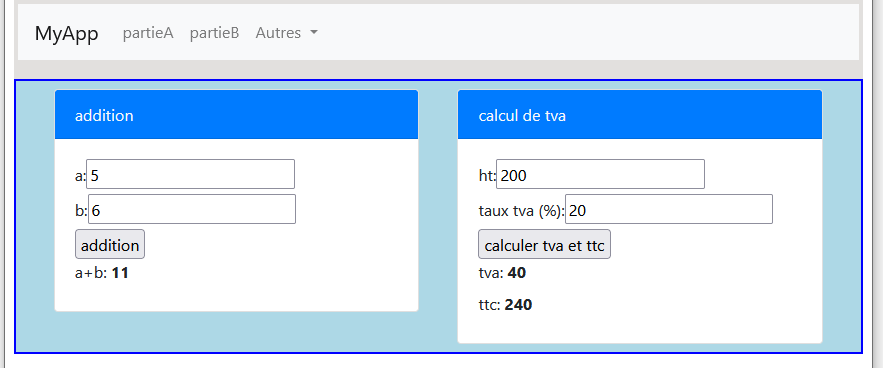 MyApp partieA partieB Autres
addition
a: 5
b: 6
addition
a+b: 11
calcul de tva
ht: 200
taux tva (%): 20
calculer tva et ttc
tva: 40
ttc: 240